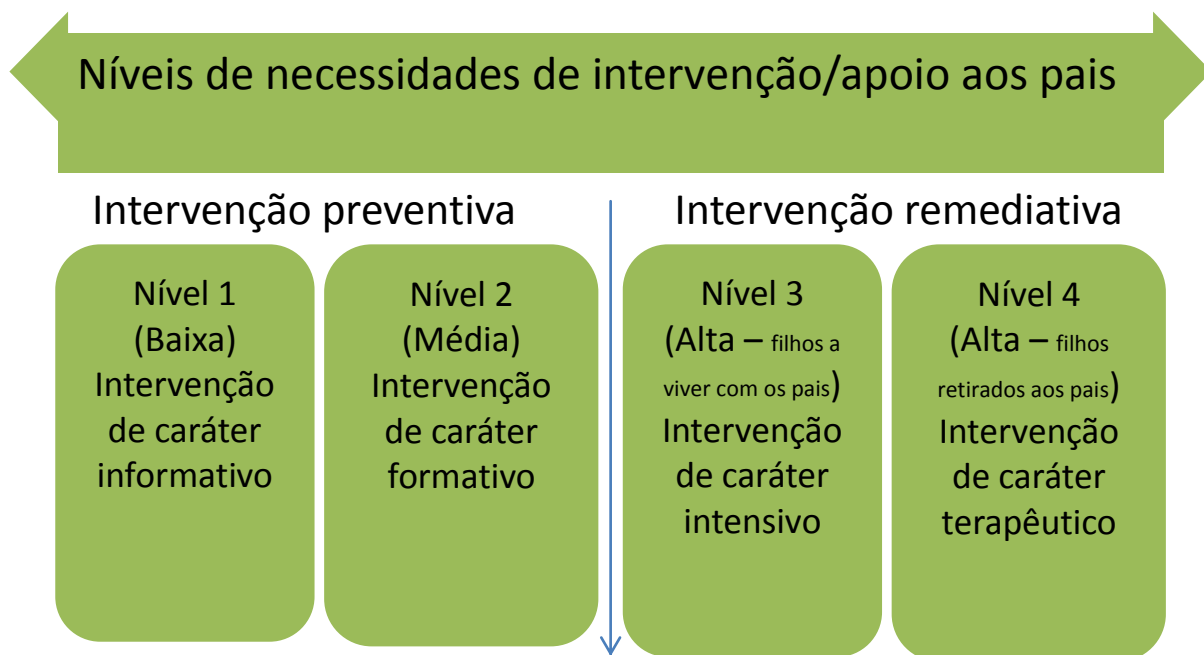 Níveis de necessidades de intervenção/apoio aos pais
Intervenção preventiva
Intervenção remediativa
Nível 1
(Baixa)
Intervenção
de caráter
informativo
Nível 2
(Média)
Intervenção
de caráter
formativo
Nível 3
(Alta – filhos a
viver com os pais)
Intervenção
de caráter
intensivo
Nível 4
(Alta – filhos
retirados aos pais)
Intervenção
de caráter
terapêutico